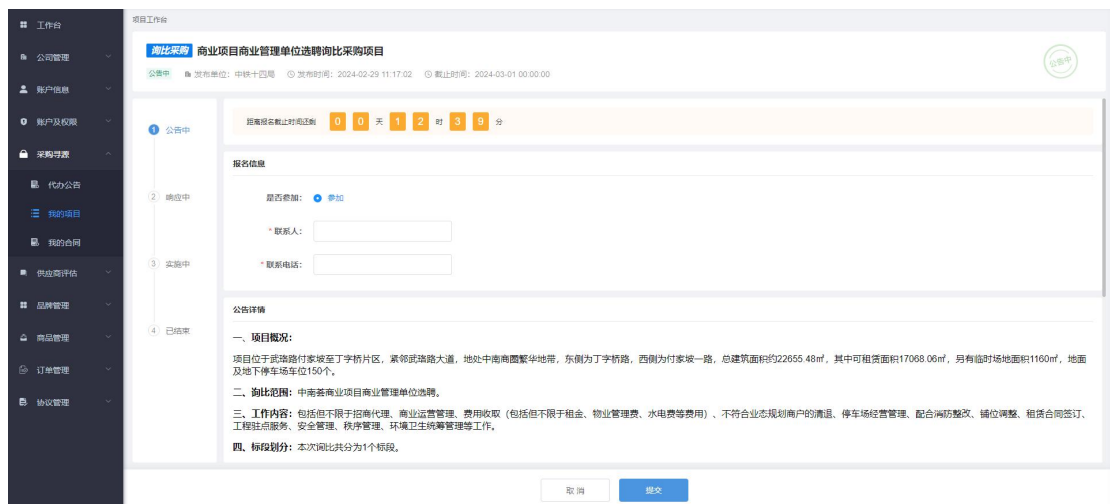 工作台
公司管理
账户信息
账户及权限
采购寻源
代办公告
我的项目
我的合同
供应商评估
品牌管理
商品管理
订单管理
协议管理
项目工作台
询比采购 商业项目商业管理单位选聘询比采购项目
公告中 发布单位：中铁十四局 发布时间：2024-02-29 11:17:02 截止时间：2024-03-01 00:00:00
公告中
1 公告中
2 响应中
3 实施中
4 已结束
距离报名截止时间还剩 0 0 天 1 2 时 3 9 分
报名信息
是否参加： 参加
* 联系人：
* 联系电话：
公告详情
一、项目概况：
项目位于武珞路付家坡至丁字桥片区，紧邻武珞路大道，地处中南商圈繁华地带，东侧为丁字桥路，西侧为付家坡一路，总建筑面积约22655.48㎡，其中可租赁面积17068.06㎡，另有临时场地面积1160㎡，地面
及地下停车场车位150个。
二、询比范围：中南荟商业项目商业管理单位选聘。
三、工作内容：包括但不限于招商代理、商业运营管理、费用收取（包括但不限于租金、物业管理费、水电费等费用）、不符合业态规划商户的清退、停车场经营管理、配合消防整改、铺位调整、租赁合同签订、
工程驻点服务、安全管理、秩序管理、环境卫生统筹管理等工作。
四、标段划分：本次询比共分为1个标段。
取消
提交